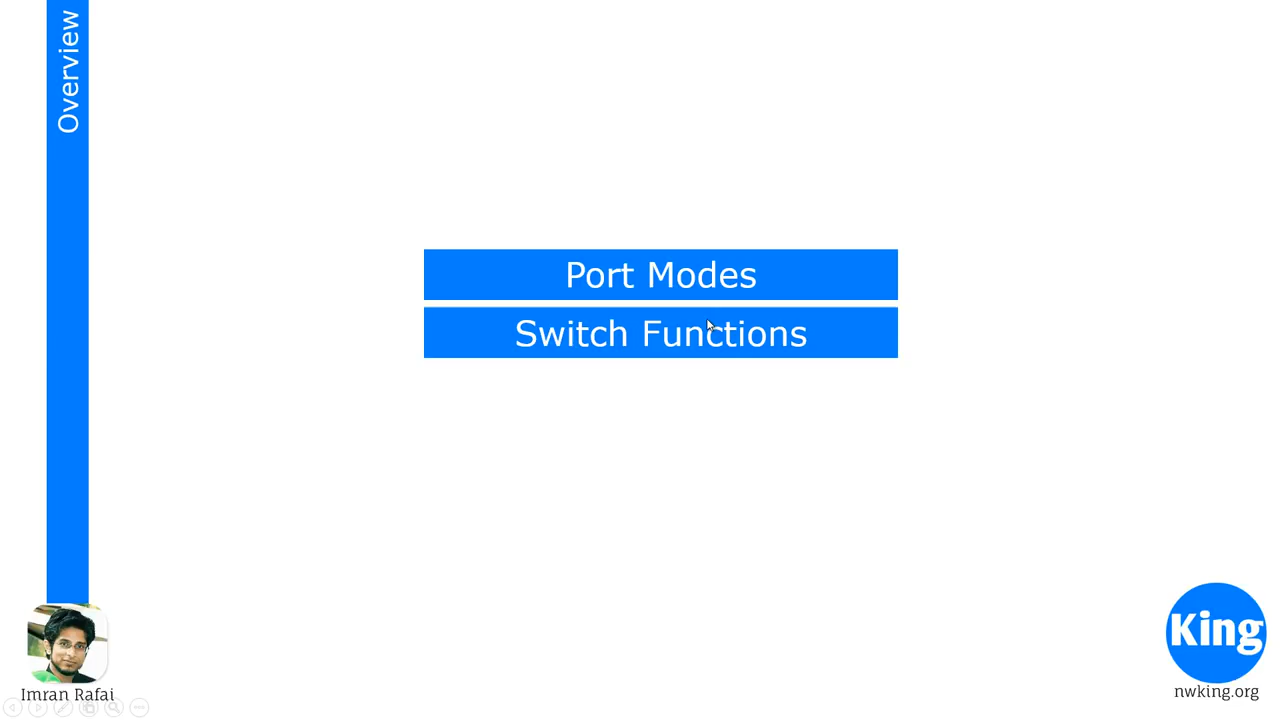 Overview
Port Modes
Switch Functions
Imran Rafai
King
nwking.org